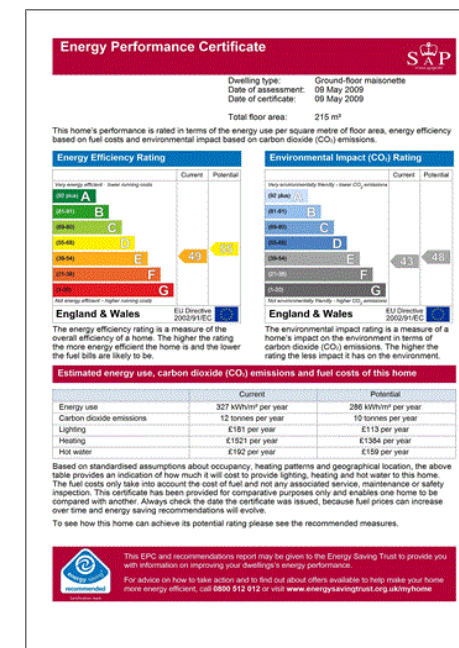 Energy Performance Certificate
SAP
Dwelling type: Ground-floor maisonette
Date of assessment: 09 May 2009
Date of certificate: 09 May 2009
Total floor area: 215 m²
This home's performance is rated in terms of the energy use per square metre of floor area, energy efficiency
based on fuel costs and environmental impact based on carbon dioxide (CO₂) emissions.
Energy Efficiency Rating
Current Potential
Very energy efficient - lower running costs
(92 plus) A
(81-91) B
(69-80) C
(55-68) D
(39-54) E
(21-38) F
(1-20) G
49
Not energy efficient - higher running costs
England & Wales
EU Directive
2002/91/EC
Environmental Impact (CO₂) Rating
Current Potential
Very environmentally friendly - lower CO₂ emissions
(92 plus) A
(81-91) B
(69-80) C
(55-68) D
(39-54) E
(21-38) F
(1-20) G
43 48
Not environmentally friendly - higher CO₂ emissions
England & Wales
EU Directive
2002/91/EC
The energy efficiency rating is a measure of the
overall efficiency of a home. The higher the rating
the more energy efficient the home is and the lower
the fuel bills are likely to be.
The environmental impact rating is a measure of a
home's impact on the environment in terms of
carbon dioxide (CO₂) emissions. The higher the
rating the less impact it has on the environment.
Estimated energy use, carbon dioxide (CO₂) emissions and fuel costs of this home
Current Potential
Energy use 327 kWh/m² per year 286 kWh/m² per year
Carbon dioxide emissions 12 tonnes per year 10 tonnes per year
Lighting £181 per year £113 per year
Heating £1521 per year £1384 per year
Hot water £192 per year £159 per year
Based on standardised assumptions about occupancy, heating patterns and geographical location, the above
table provides an indication of how much it will cost to provide lighting, heating and hot water to this home.
The fuel costs only take into account the cost of fuel and not any associated service, maintenance or safety
inspection. This certificate has been provided for comparative purposes only and enables one home to be
compared with another. Always check the date the certificate was issued, because fuel prices can increase
over time and energy saving recommendations will evolve.
To see how this home can achieve its potential rating please see the recommended measures.
energy saving
recommended
Certification mark
This EPC and recommendations report may be given to the Energy Saving Trust to provide you
with information on improving your dwellings's energy performance.
For advice on how to take action and to find out about offers available to help make your home
more energy efficient, call 0800 512 012 or visit www.energysavingtrust.org.uk/myhome